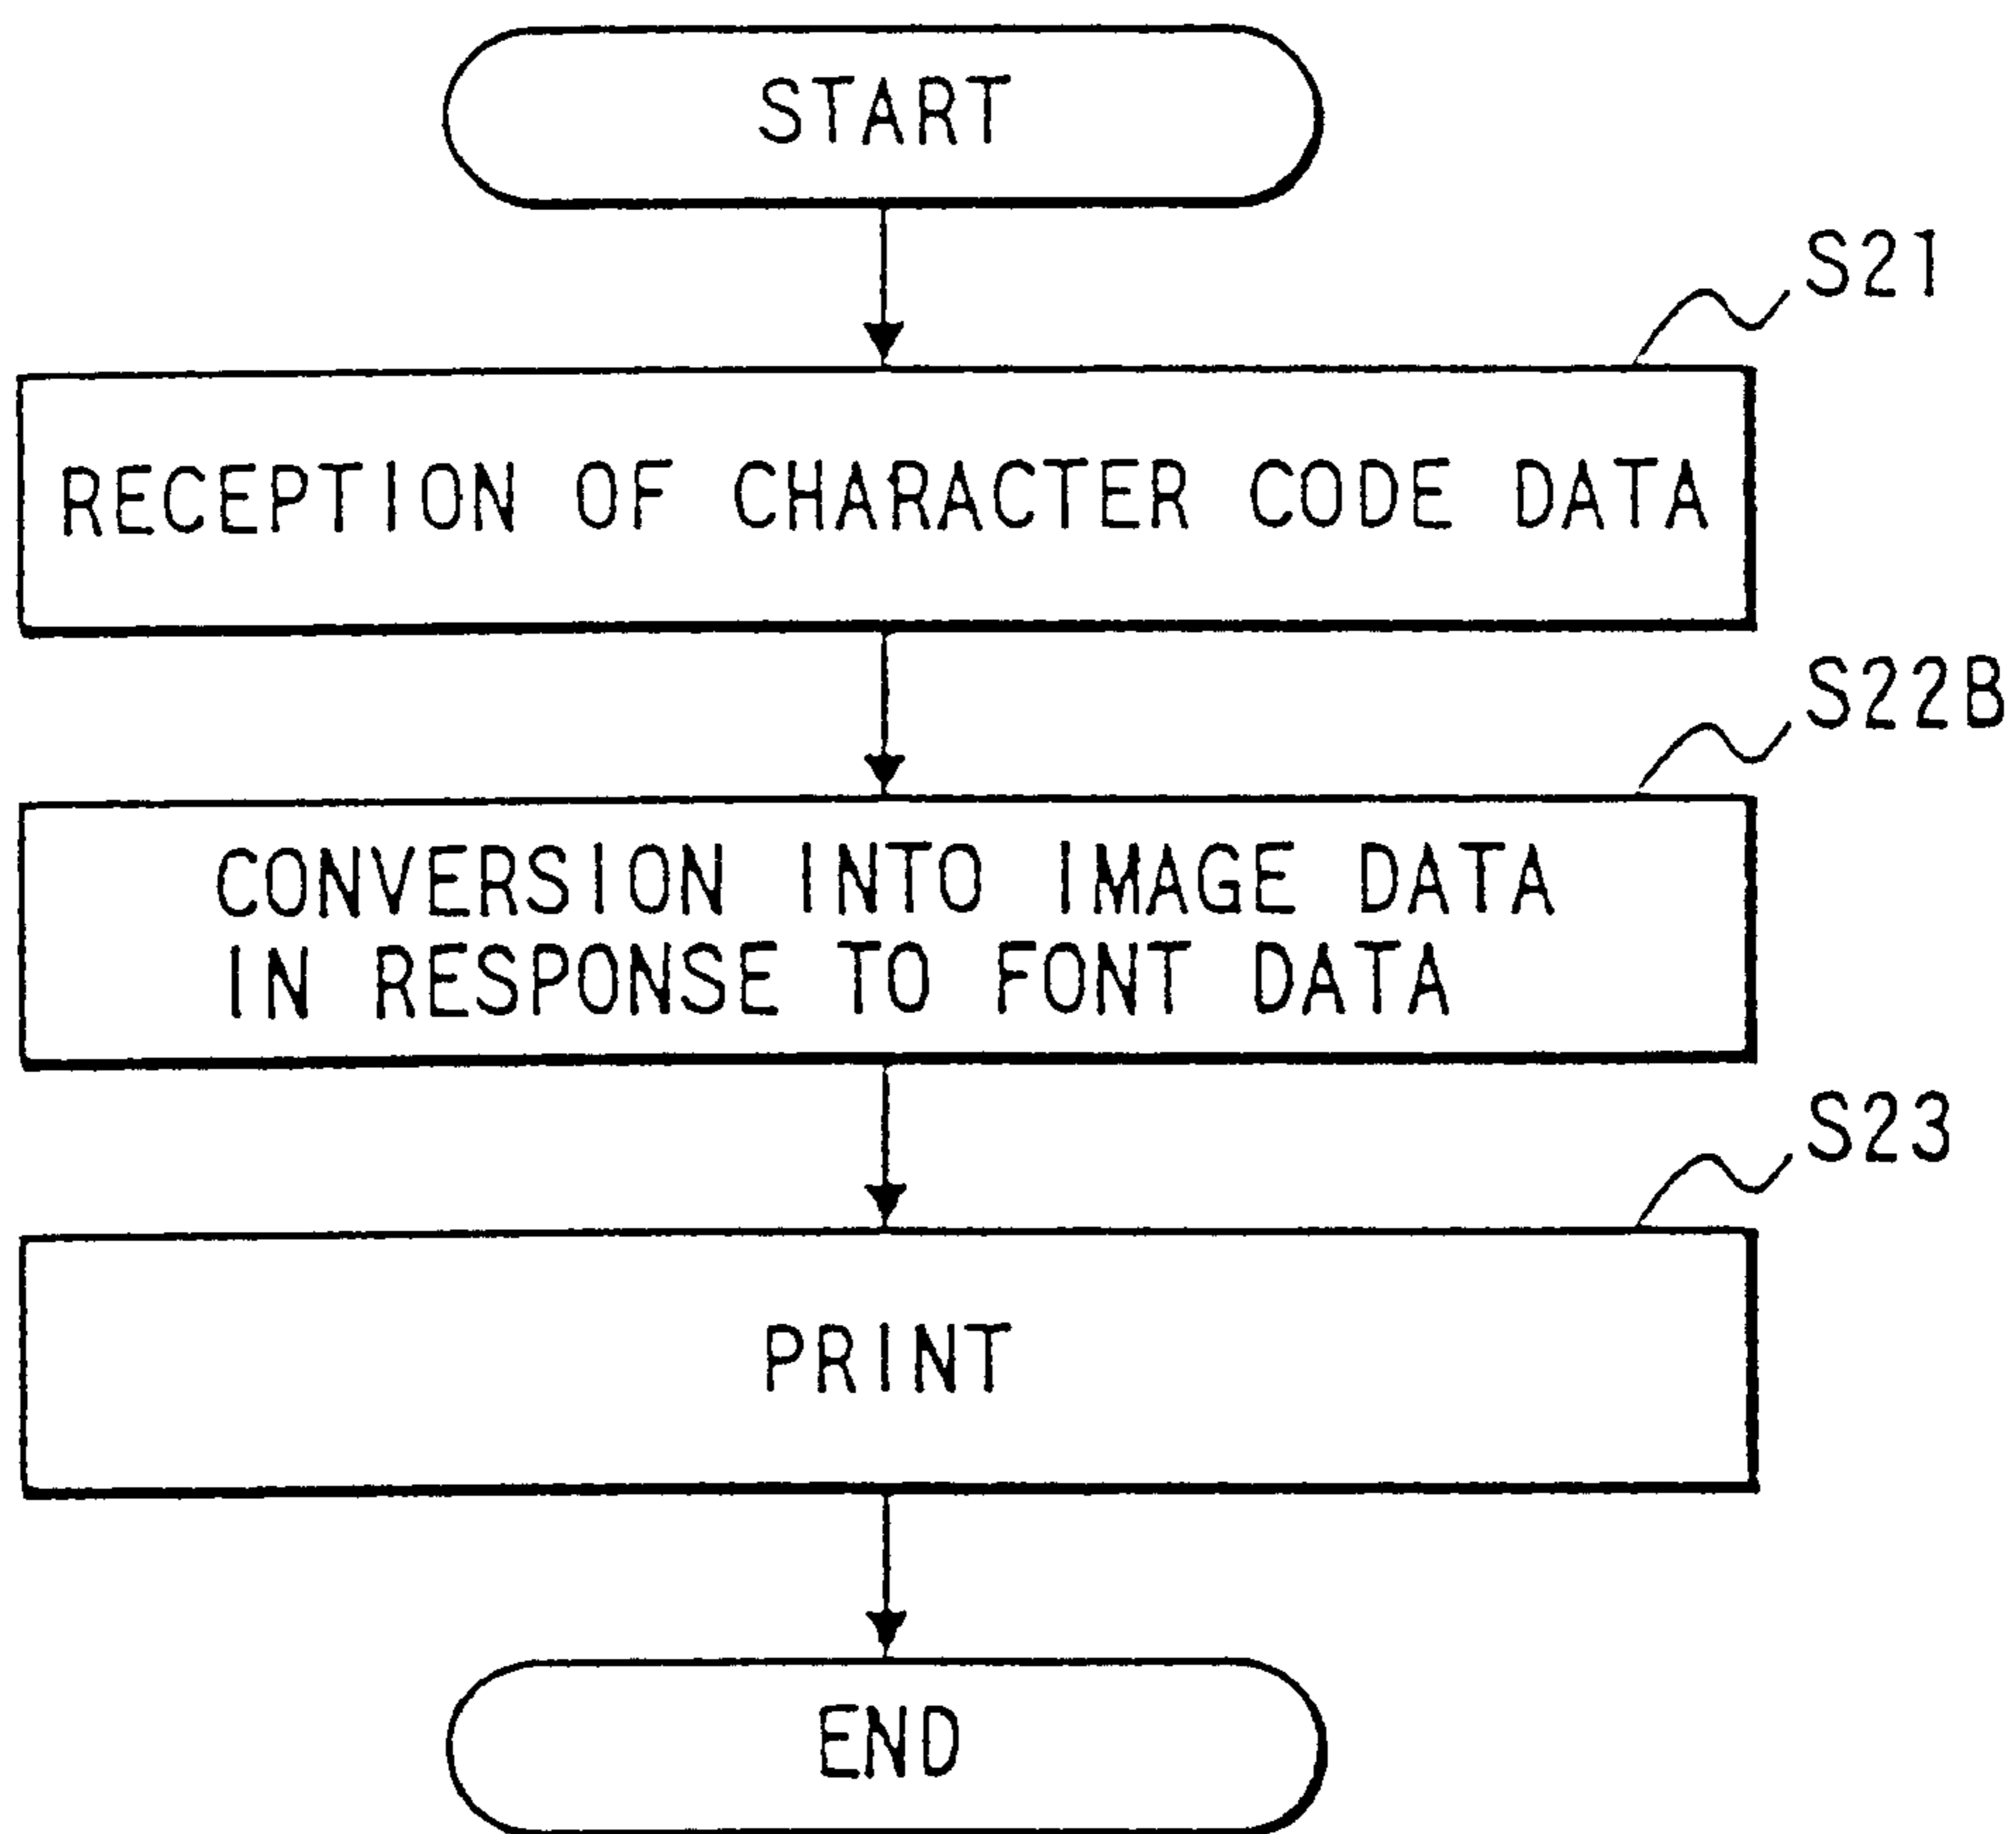 START
S21
RECEPTION OF CHARACTER CODE DATA
S22B
CONVERSION INTO IMAGE DATA
IN RESPONSE TO FONT DATA
S23
PRINT
END